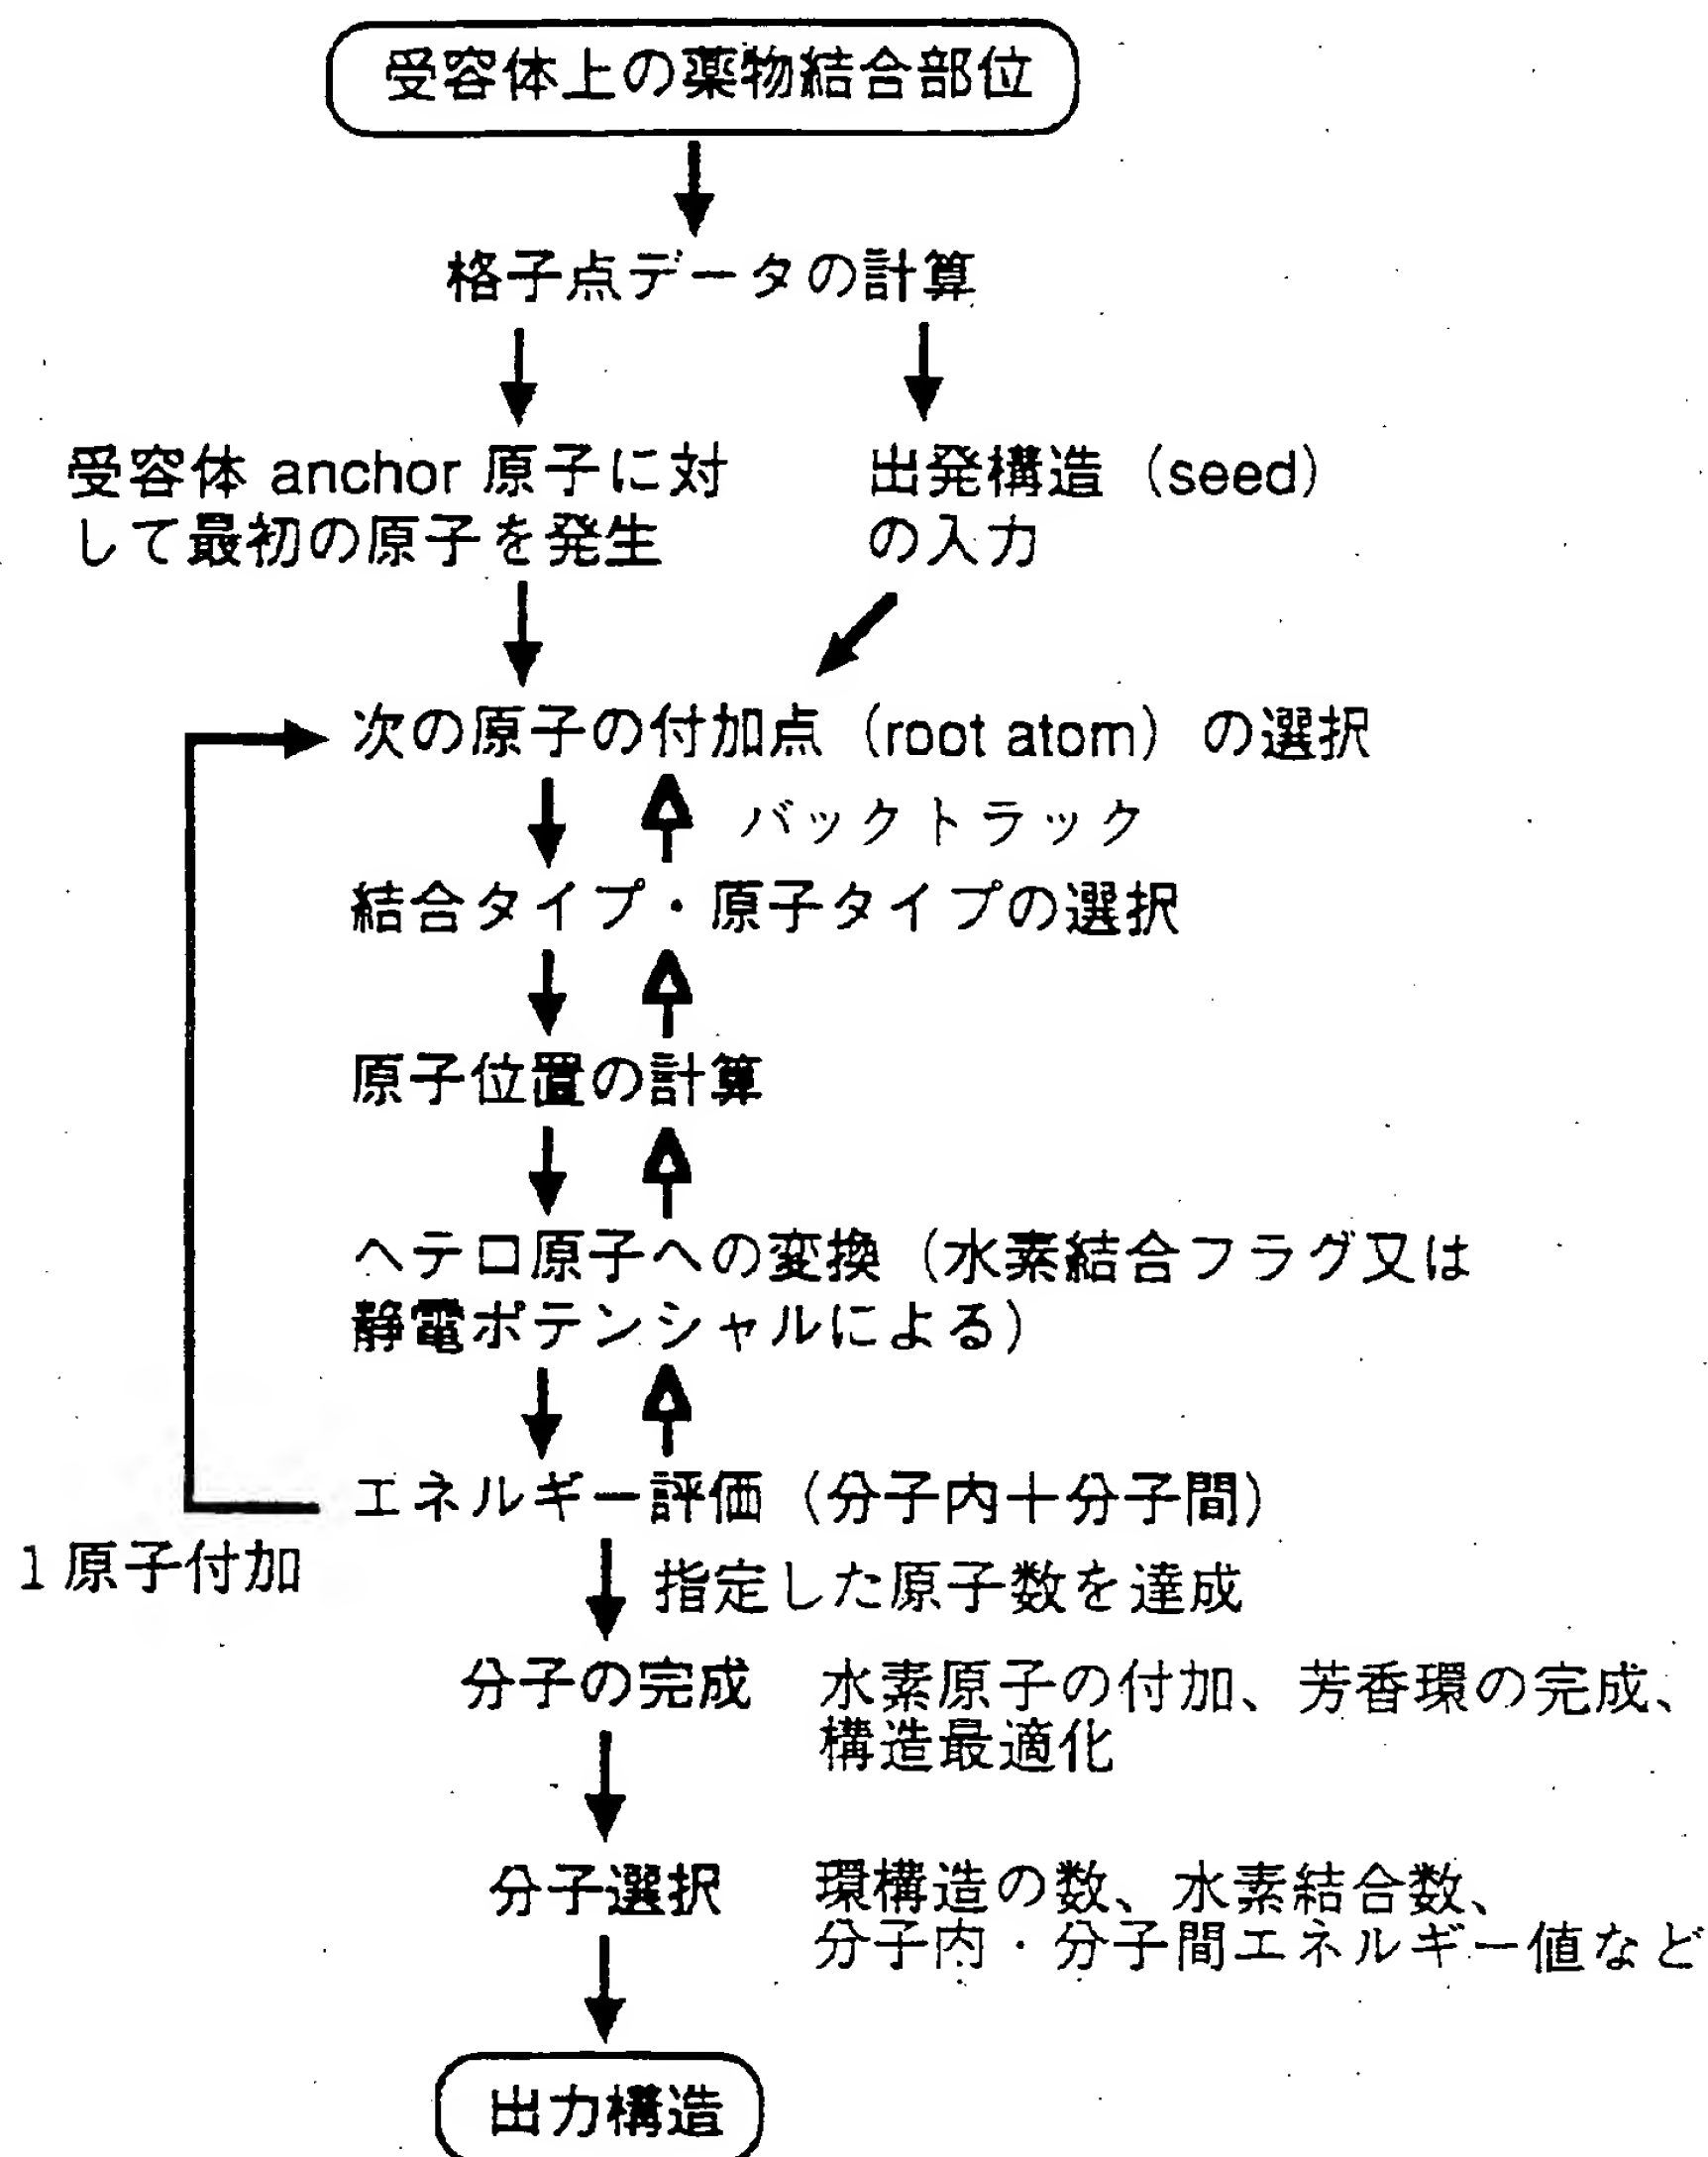 受容体上の薬物結合部位
格子点データの計算
受容体 anchor 原子に対
して最初の原子を発生
出発構造（seed）
の入力
次の原子の付加点（root atom）の選択
バックトラック
結合タイプ・原子タイプの選択
原子位置の計算
ヘテロ原子への変換（水素結合フラグ又は
静電ポテンシャルによる）
エネルギー評価（分子内＋分子間）
1原子付加
指定した原子数を達成
分子の完成
水素原子の付加、芳香環の完成、
構造最適化
分子選択
環構造の数、水素結合数、
分子内・分子間エネルギー値など
出力構造